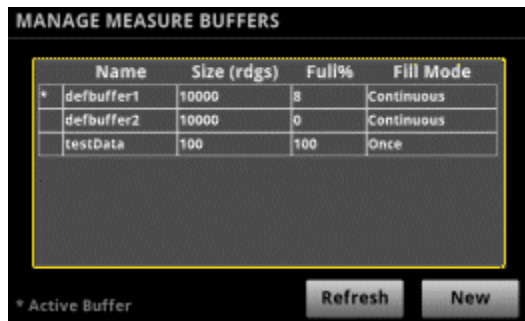 MANAGE MEASURE BUFFERS
Name Size (rdgs) Full% Fill Mode
* defbuffer1 10000 8 Continuous
defbuffer2 10000 0 Continuous
testData 100 100 Once
* Active Buffer Refresh New